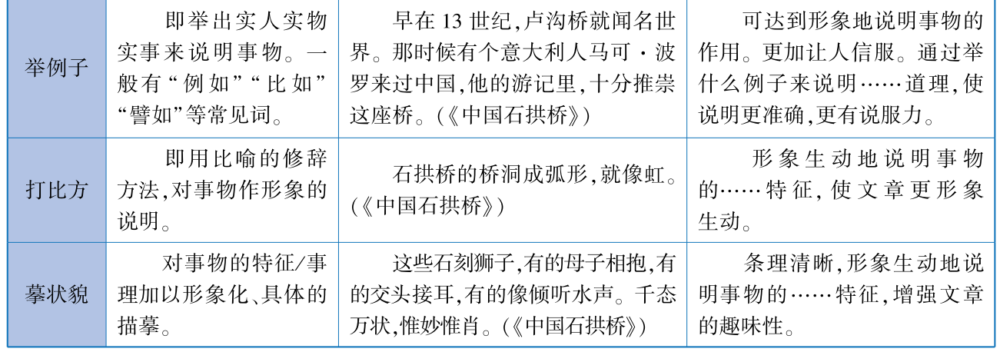 举例子
即举出实人实物
实事来说明事物。一
般有“例如”“比如”
“譬如”等常见词。
早在 13 世纪,卢沟桥就闻名世
界。那时候有个意大利人马可·波
罗来过中国,他的游记里,十分推崇
这座桥。(《中国石拱桥》)
可达到形象地说明事物的
作用。更加让人信服。通过举
什么例子来说明……道理,使
说明更准确,更有说服力。
打比方
即用比喻的修辞
方法,对事物作形象的
说明。
石拱桥的桥洞成弧形,就像虹。
(《中国石拱桥》)
形象生动地说明事物
的……特征,使文章更形象
生动。
摹状貌
对事物的特征/事
理加以形象化、具体的
描摹。
这些石刻狮子,有的母子相抱,有
的交头接耳,有的像倾听水声。千态
万状,惟妙惟肖。(《中国石拱桥》)
条理清晰,形象生动地说
明事物的……特征,增强文章
的趣味性。